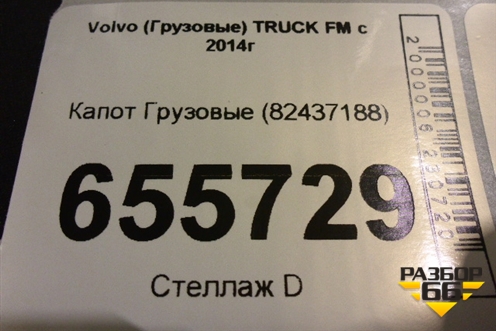 Volvo (Грузовые) TRUCK FM с
2014г
Капот Грузовые (82437188)
655729
Стеллаж D
РАЗБОР
66